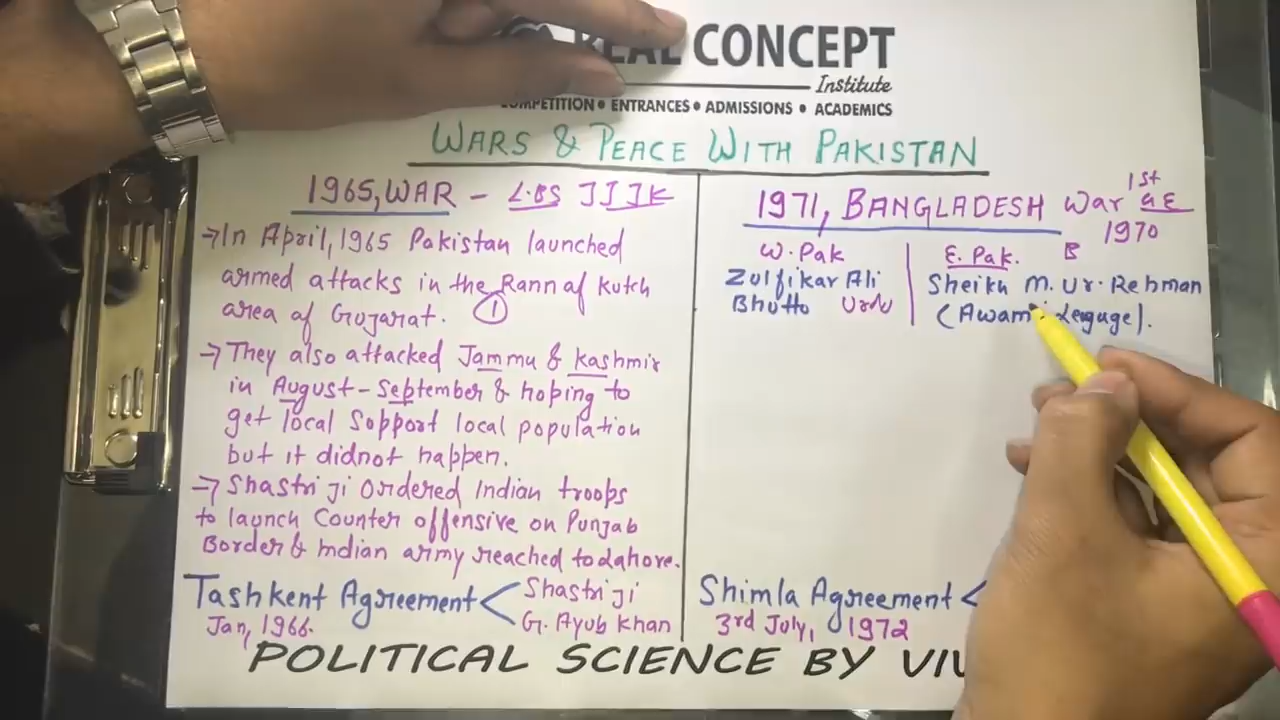 REAL CONCEPT
Institute
COMPETITION • ENTRANCES • ADMISSIONS • ACADEMICS
WARS & PEACE WITH PAKISTAN
1965, WAR - L.BS JJJK
→ In April, 1965 Pakistan launched
armed attacks in the Rann of Kutch
area of Gujarat. ①
→ They also attacked Jammu & Kashmir
in August - September & hoping to
get local Support local population
but it didnot happen.
→ Shastri ji Ordered Indian troops
to launch Counter offensive on Punjab
Border & Indian army reached to Lahore.
Tashkent Agreement < Shastri ji
Jan, 1966. G. Ayub Khan
1971, BANGLADESH War 1st GE
1970
W. Pak
Zulfikar Ali
Bhutto Urdu
E. Pak. B
Sheikh M. Ur. Rehman
(Awami Leguage).
Shimla Agreement <
3rd July, 1972
POLITICAL SCIENCE BY